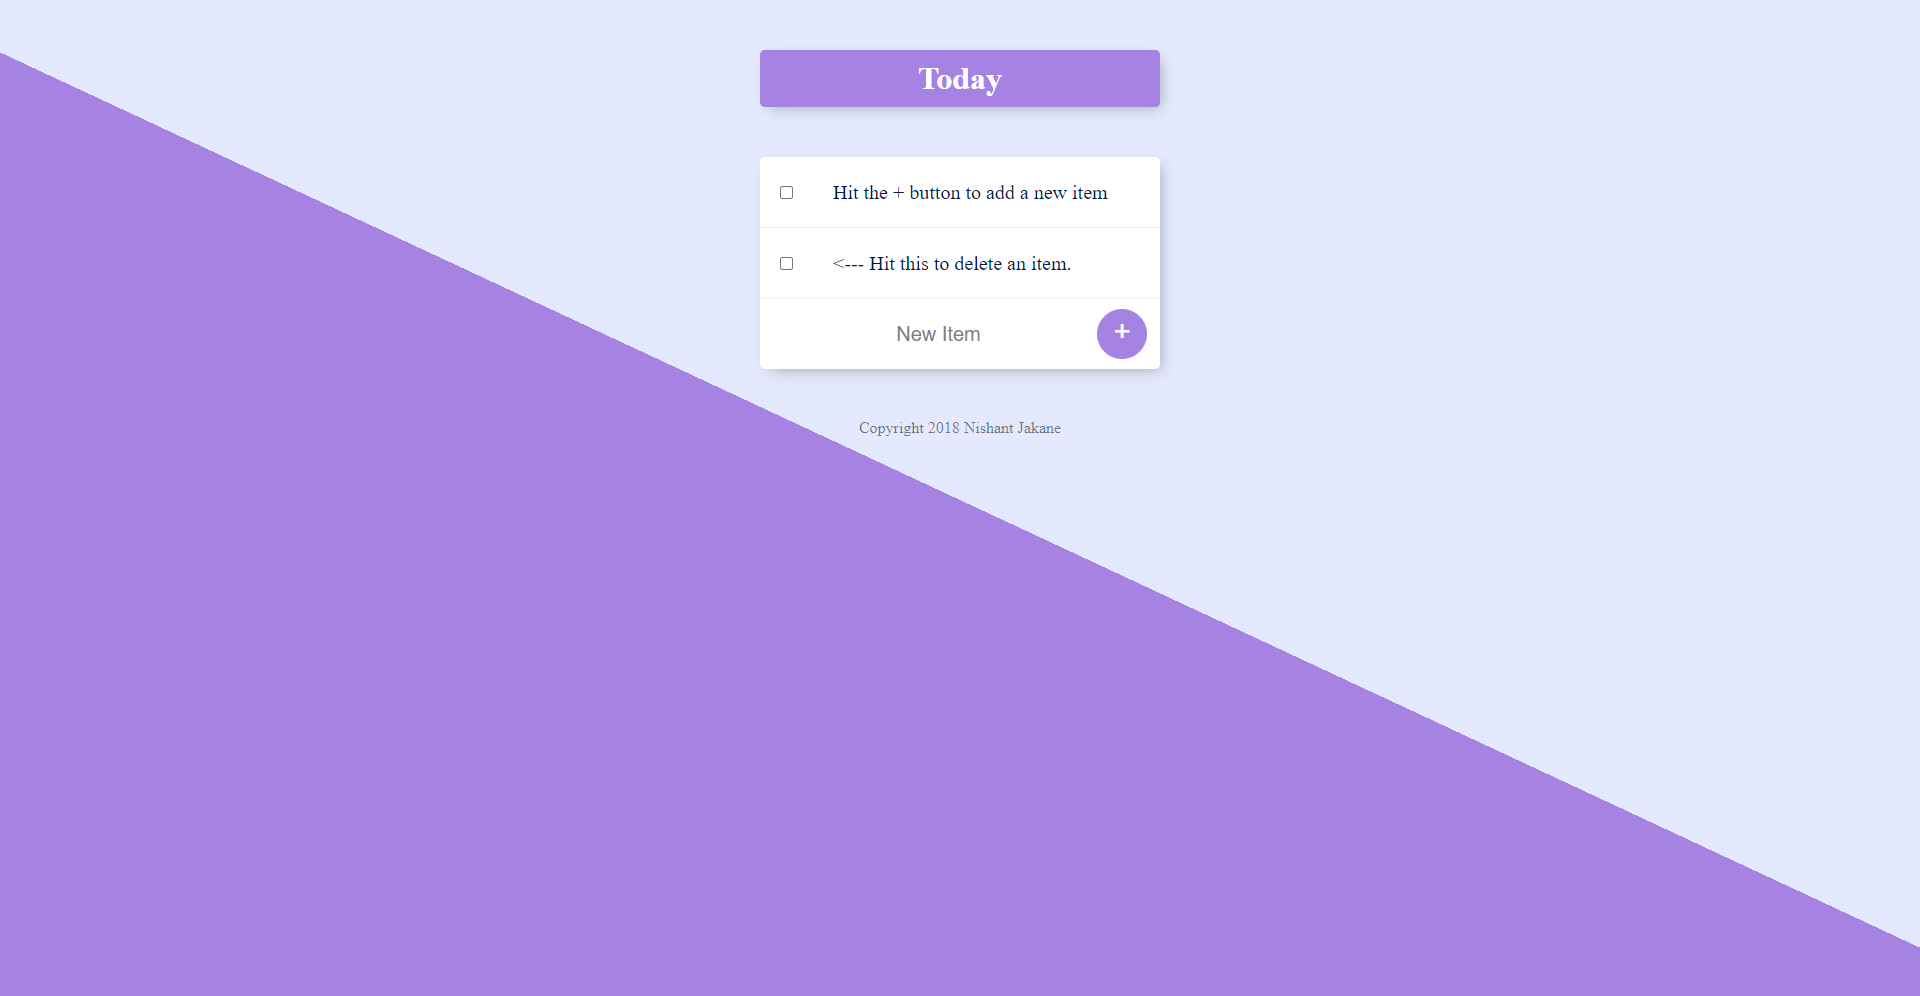 Today
Hit the + button to add a new item
<--- Hit this to delete an item.
New Item
+
Copyright 2018 Nishant Jakane